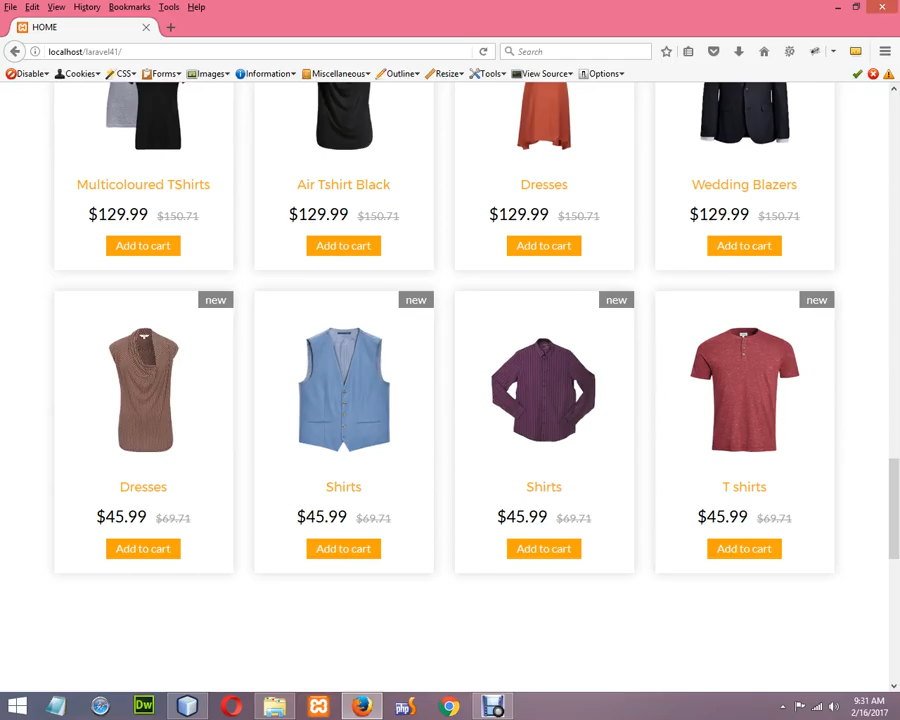 File Edit View History Bookmarks Tools Help
HOME
localhost/laravel41/
Search
Disable Cookies CSS Forms Images Information Miscellaneous Outline Resize Tools View Source Options
Multicoloured TShirts Air Tshirt Black Dresses Wedding Blazers
$129.99 $150.71 $129.99 $150.71 $129.99 $150.71 $129.99 $150.71
Add to cart Add to cart Add to cart Add to cart
new new new new
Dresses Shirts Shirts T shirts
$45.99 $69.71 $45.99 $69.71 $45.99 $69.71 $45.99 $69.71
Add to cart Add to cart Add to cart Add to cart
Dw php
9:31 AM
2/16/2017